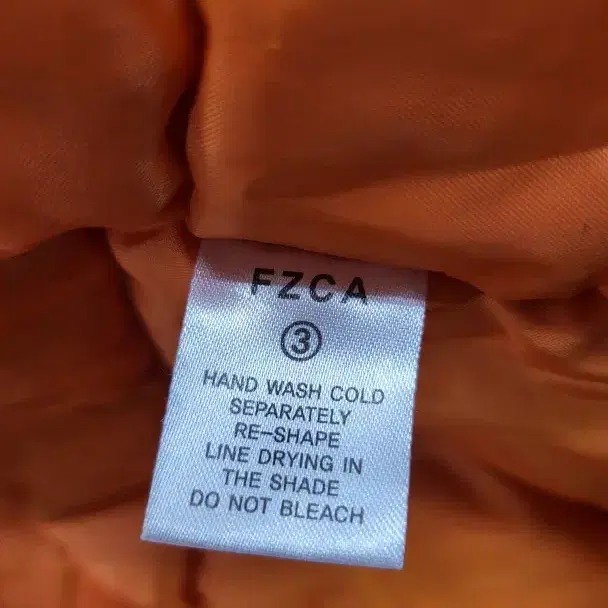 FZCA
③
HAND WASH COLD
SEPARATELY
RE-SHAPE
LINE DRYING IN
THE SHADE
DO NOT BLEACH